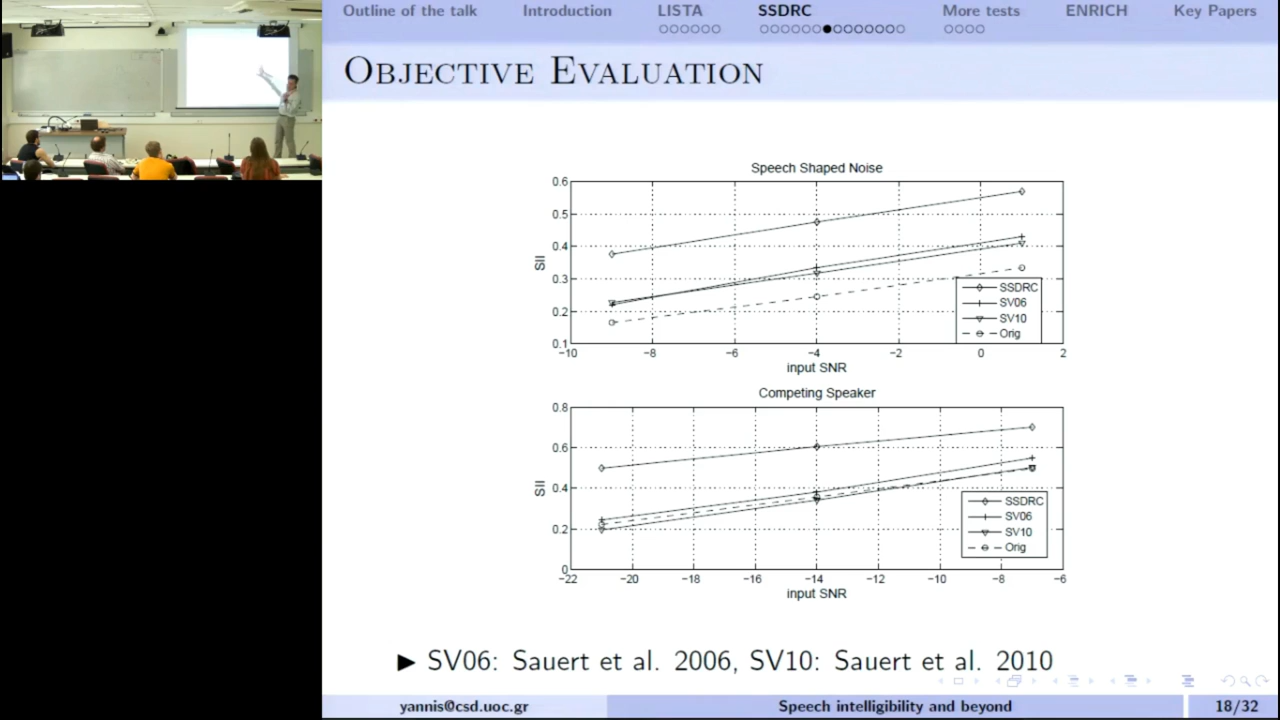 Outline of the talk Introduction LISTA SSDRC More tests ENRICH Key Papers
OBJECTIVE EVALUATION
Speech Shaped Noise
0.6
0.5
0.4
0.3
0.2
0.1
SII
−10 −8 −6 −4 −2 0 2
input SNR
SSDRC
SV06
SV10
Orig
Competing Speaker
0.8
0.6
0.4
0.2
0
SII
−22 −20 −18 −16 −14 −12 −10 −8 −6
input SNR
SSDRC
SV06
SV10
Orig
SV06: Sauert et al. 2006, SV10: Sauert et al. 2010
yannis@csd.uoc.gr Speech intelligibility and beyond 18/32